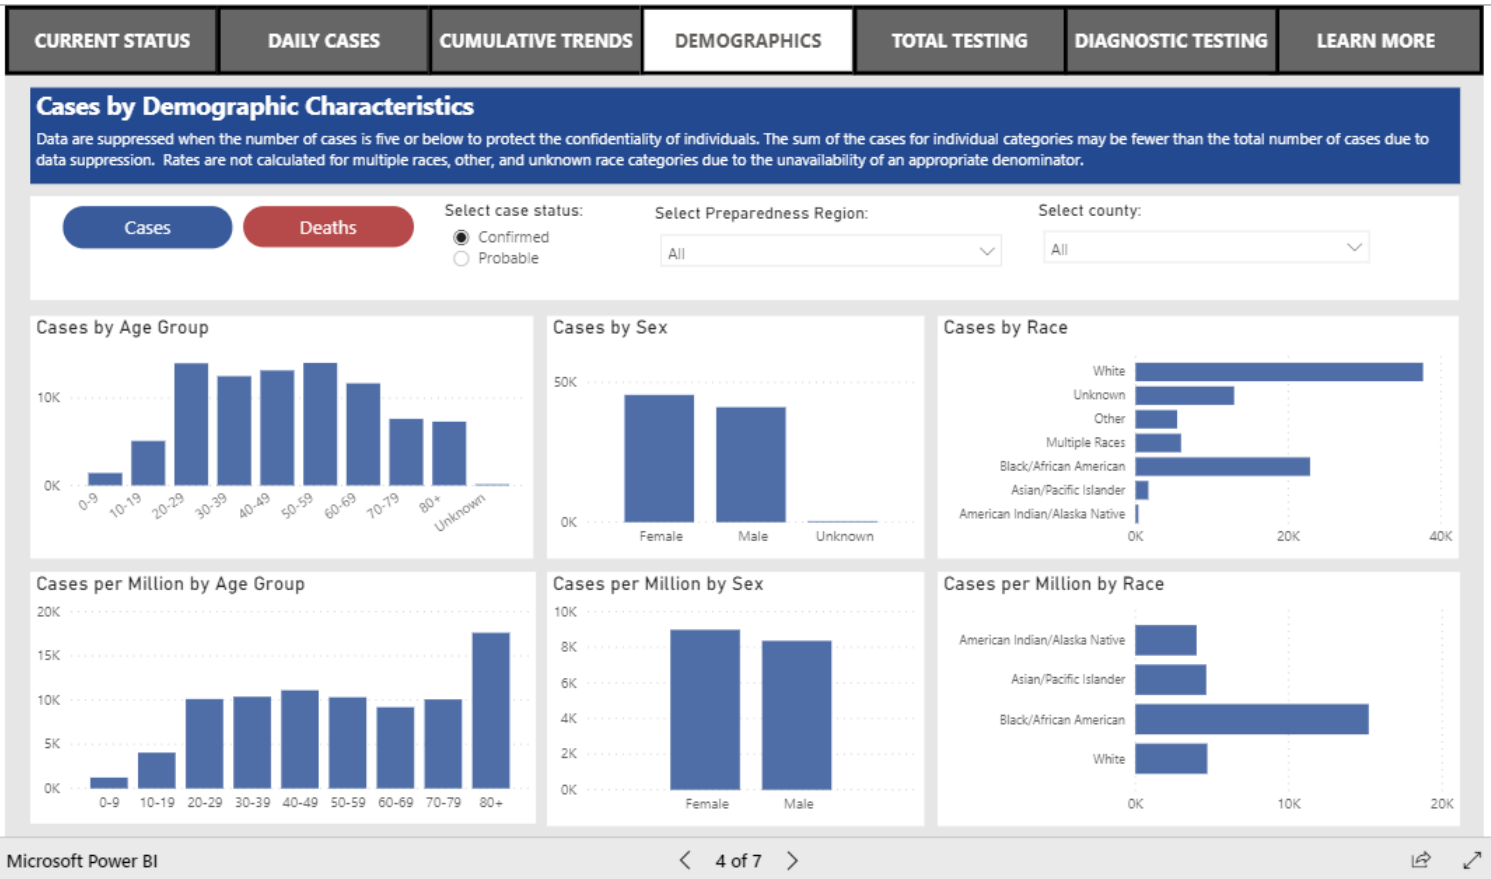 CURRENT STATUS
DAILY CASES
CUMULATIVE TRENDS
DEMOGRAPHICS
TOTAL TESTING
DIAGNOSTIC TESTING
LEARN MORE
Cases by Demographic Characteristics
Data are suppressed when the number of cases is five or below to protect the confidentiality of individuals. The sum of the cases for individual categories may be fewer than the total number of cases due to
data suppression. Rates are not calculated for multiple races, other, and unknown race categories due to the unavailability of an appropriate denominator.
Cases
Deaths
Select case status:
Confirmed
Probable
Select Preparedness Region:
All
Select county:
All
Cases by Age Group
10K
0K
0-9
10-19
20-29
30-39
40-49
50-59
60-69
70-79
80+
Unknown
Cases by Sex
50K
0K
Female
Male
Unknown
Cases by Race
White
Unknown
Other
Multiple Races
Black/African American
Asian/Pacific Islander
American Indian/Alaska Native
0K
20K
40K
Cases per Million by Age Group
20K
15K
10K
5K
0K
0-9
10-19
20-29
30-39
40-49
50-59
60-69
70-79
80+
Cases per Million by Sex
10K
8K
6K
4K
2K
0K
Female
Male
Cases per Million by Race
American Indian/Alaska Native
Asian/Pacific Islander
Black/African American
White
0K
10K
20K
Microsoft Power BI
4 of 7